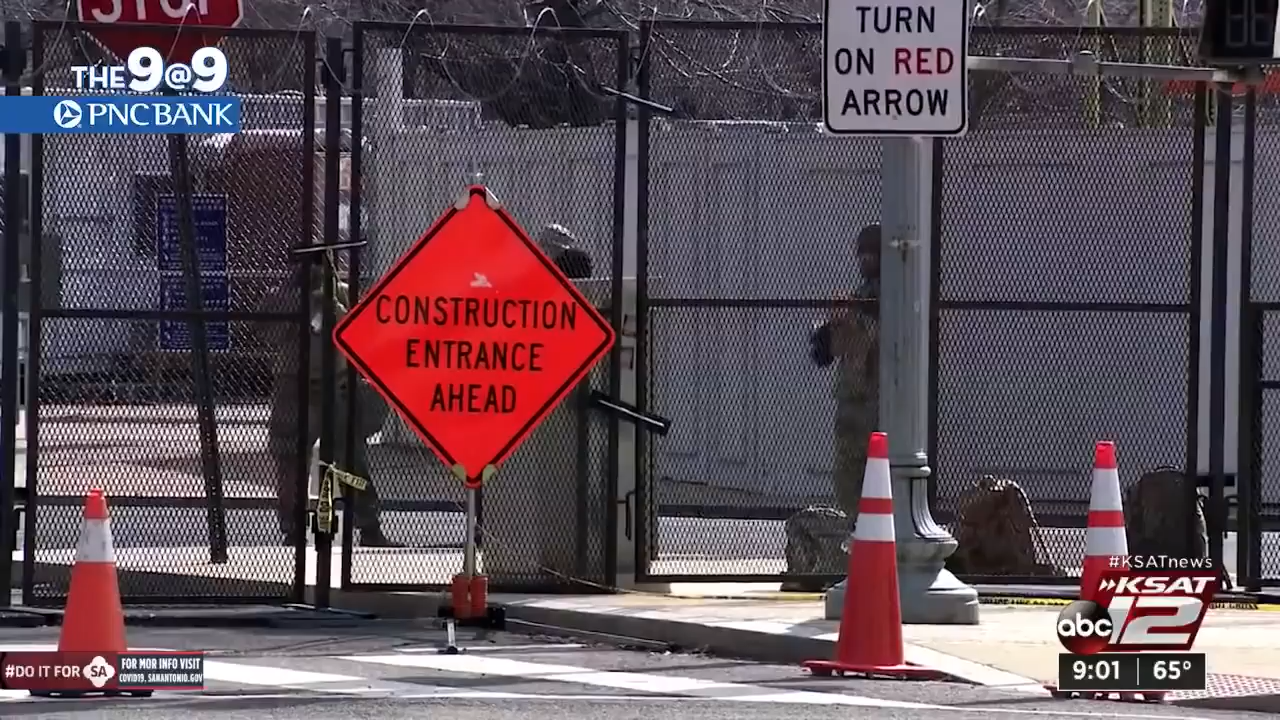 STOP
THE 9@9
PNC BANK
TURN
ON RED
ARROW
CONSTRUCTION
ENTRANCE
AHEAD
#KSATnews
KSAT
abc 12
9:01 65°
#DO IT FOR SA
FOR MOR INFO VISIT
COVID19.SANANTONIO.GOV